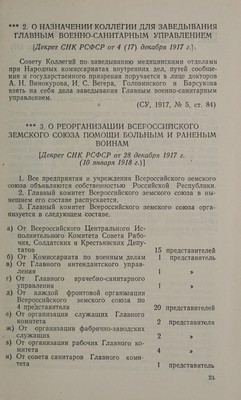 *** 2. О НАЗНАЧЕНИИ КОЛЛЕГИИ ДЛЯ ЗАВЕДЫВАНИЯ
ГЛАВНЫМ ВОЕННО-САНИТАРНЫМ УПРАВЛЕНИЕМ
[Декрет СНК РСФСР от 4 (17) декабря 1917 г.].
Совету Коллегий по заведыванию медицинскими отделами
при Народных комиссариатах внутренних дел, путей сообще-
ния и государственного призрения поручается в лице докторов
А. Н. Винокурова, И. С. Вегера, Головинского и Барсукова
взять на себя дела заведывания Главным военно-санитарным
управлением.
(СУ, 1917, № 5, ст. 84)
*** 3. О РЕОРГАНИЗАЦИИ ВСЕРОССИЙСКОГО
ЗЕМСКОГО СОЮЗА ПОМОЩИ БОЛЬНЫМ И РАНЕНЫМ
ВОИНАМ
[Декрет СНК РСФСР от 28 декабря 1917 г.
(10 января 1918 г.)]
1. Все предприятия и учреждения Всероссийского земского
союза объявляются собственностью Российской Республики.
2. Главный комитет Всероссийского земского союза в ны-
нешнем его составе распускается.
3. Главный комитет Всероссийского земского союза орга-
низуется в следующем составе.
а) От Всероссийского Центрального Ис-
полнительного Комитета Совета Рабо-
чих, Солдатских и Крестьянских Депу-
татов 15 представителей
б) От Комиссариата по военным делам 1 представитель
в) От Главного интендантского управ-
ления 1 »
г) От Главного врачебно-санитарного
управления 1 »
д) От каждой фронтовой организации
Всероссийского земского союза по
4 представителя 20 представителей
е) От организации служащих Главного
комитета 2 представителя
ж) От организации фабрично-заводских
служащих 2 »
з) От организации рабочих Главного ко-
митета 4 »
и) От совета санитаров Главного коми-
тета 1 представитель
23